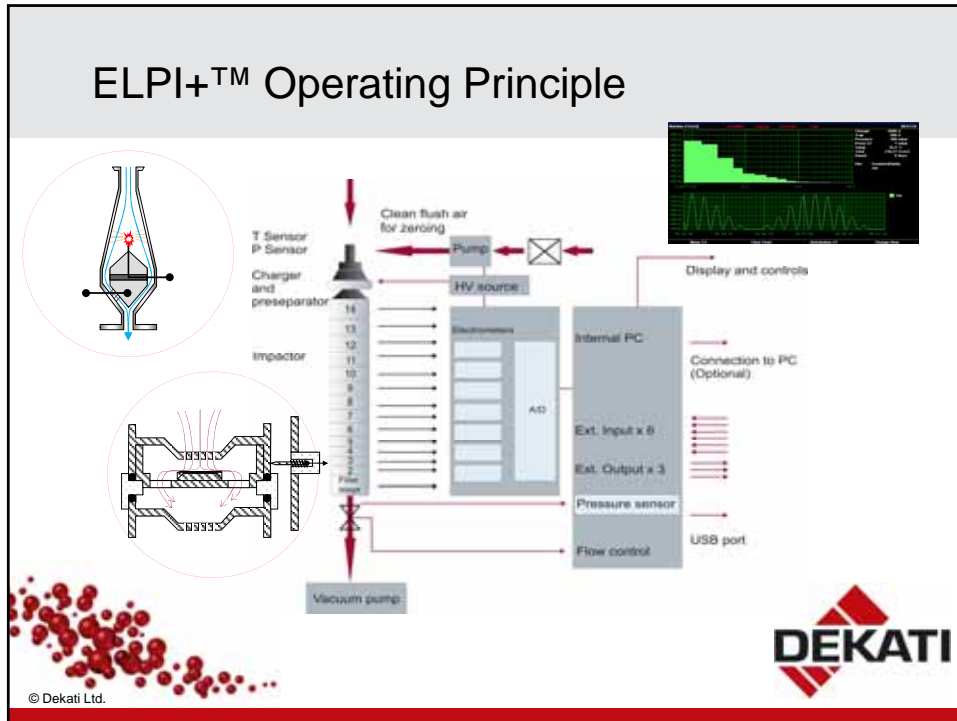 ELPI+™ Operating Principle
Clean flush air
for zeroing
T Sensor
P Sensor
Pump
Charger
and
preseparator
HV source
Display and controls
14
13
12
11
10
9
8
7
6
5
4
3
2
Filter
stage
Impactor
Electrometers
A/D
Internal PC
Connection to PC
(Optional)
Ext. Input x 8
Ext. Output x 3
Pressure sensor
USB port
Flow control
Vacuum pump
DEKATI
© Dekati Ltd.